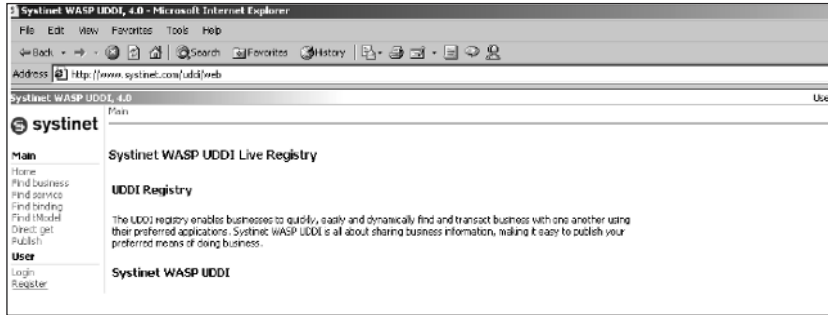 Systinet WASP UDDI, 4.0 - Microsoft Internet Explorer
File Edit View Favorites Tools Help
Back Search Favorites History
Address http://www.systinet.com/uddi/web
Systinet WASP UDDI, 4.0 Use
Main
systinet
Main
Systinet WASP UDDI Live Registry
Home
Find business
Find service
Find binding
Find tModel
Direct get
Publish
UDDI Registry
The UDDI registry enables businesses to quickly, easily and dynamically find and transact business with one another using
their preferred applications. Systinet WASP UDDI is all about sharing business information, making it easy to publish your
preferred means of doing business.
User
Login
Register
Systinet WASP UDDI